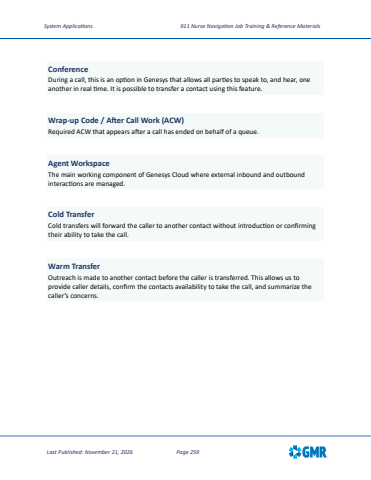 System Applications
911 Nurse Navigation Job Training & Reference Materials
Conference
During a call, this is an option in Genesys that allows all parties to speak to, and hear, one
another in real time. It is possible to transfer a contact using this feature.
Wrap-up Code / After Call Work (ACW)
Required ACW that appears after a call has ended on behalf of a queue.
Agent Workspace
The main working component of Genesys Cloud where external inbound and outbound
interactions are managed.
Cold Transfer
Cold transfers will forward the caller to another contact without introduction or confirming
their ability to take the call.
Warm Transfer
Outreach is made to another contact before the caller is transferred. This allows us to
provide caller details, confirm the contacts availability to take the call, and summarize the
caller's concerns.
Last Published: November 21, 2026
Page 259
GMR